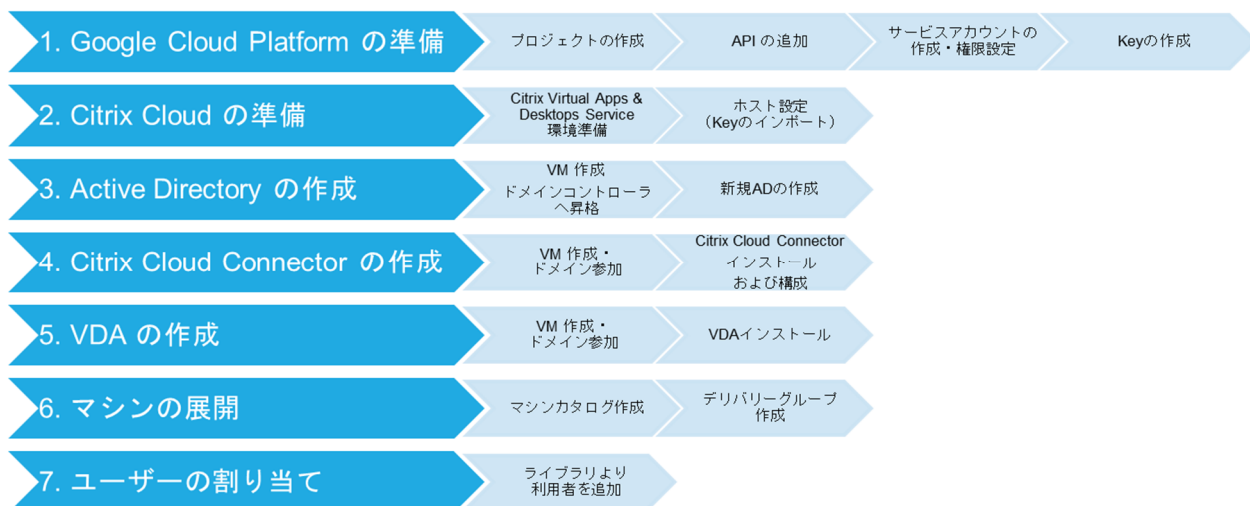 1. Google Cloud Platform の準備
プロジェクトの作成
API の追加
サービスアカウントの
作成・権限設定
Keyの作成
2. Citrix Cloud の準備
Citrix Virtual Apps &
Desktops Service
環境準備
ホスト設定
（Keyのインポート）
3. Active Directory の作成
VM 作成
ドメインコントローラ
へ昇格
新規ADの作成
4. Citrix Cloud Connector の作成
VM 作成・
ドメイン参加
Citrix Cloud Connector
インストール
および構成
5. VDA の作成
VM 作成・
ドメイン参加
VDAインストール
6. マシンの展開
マシンカタログ作成
デリバリーグループ
作成
7. ユーザーの割り当て
ライブラリより
利用者を追加